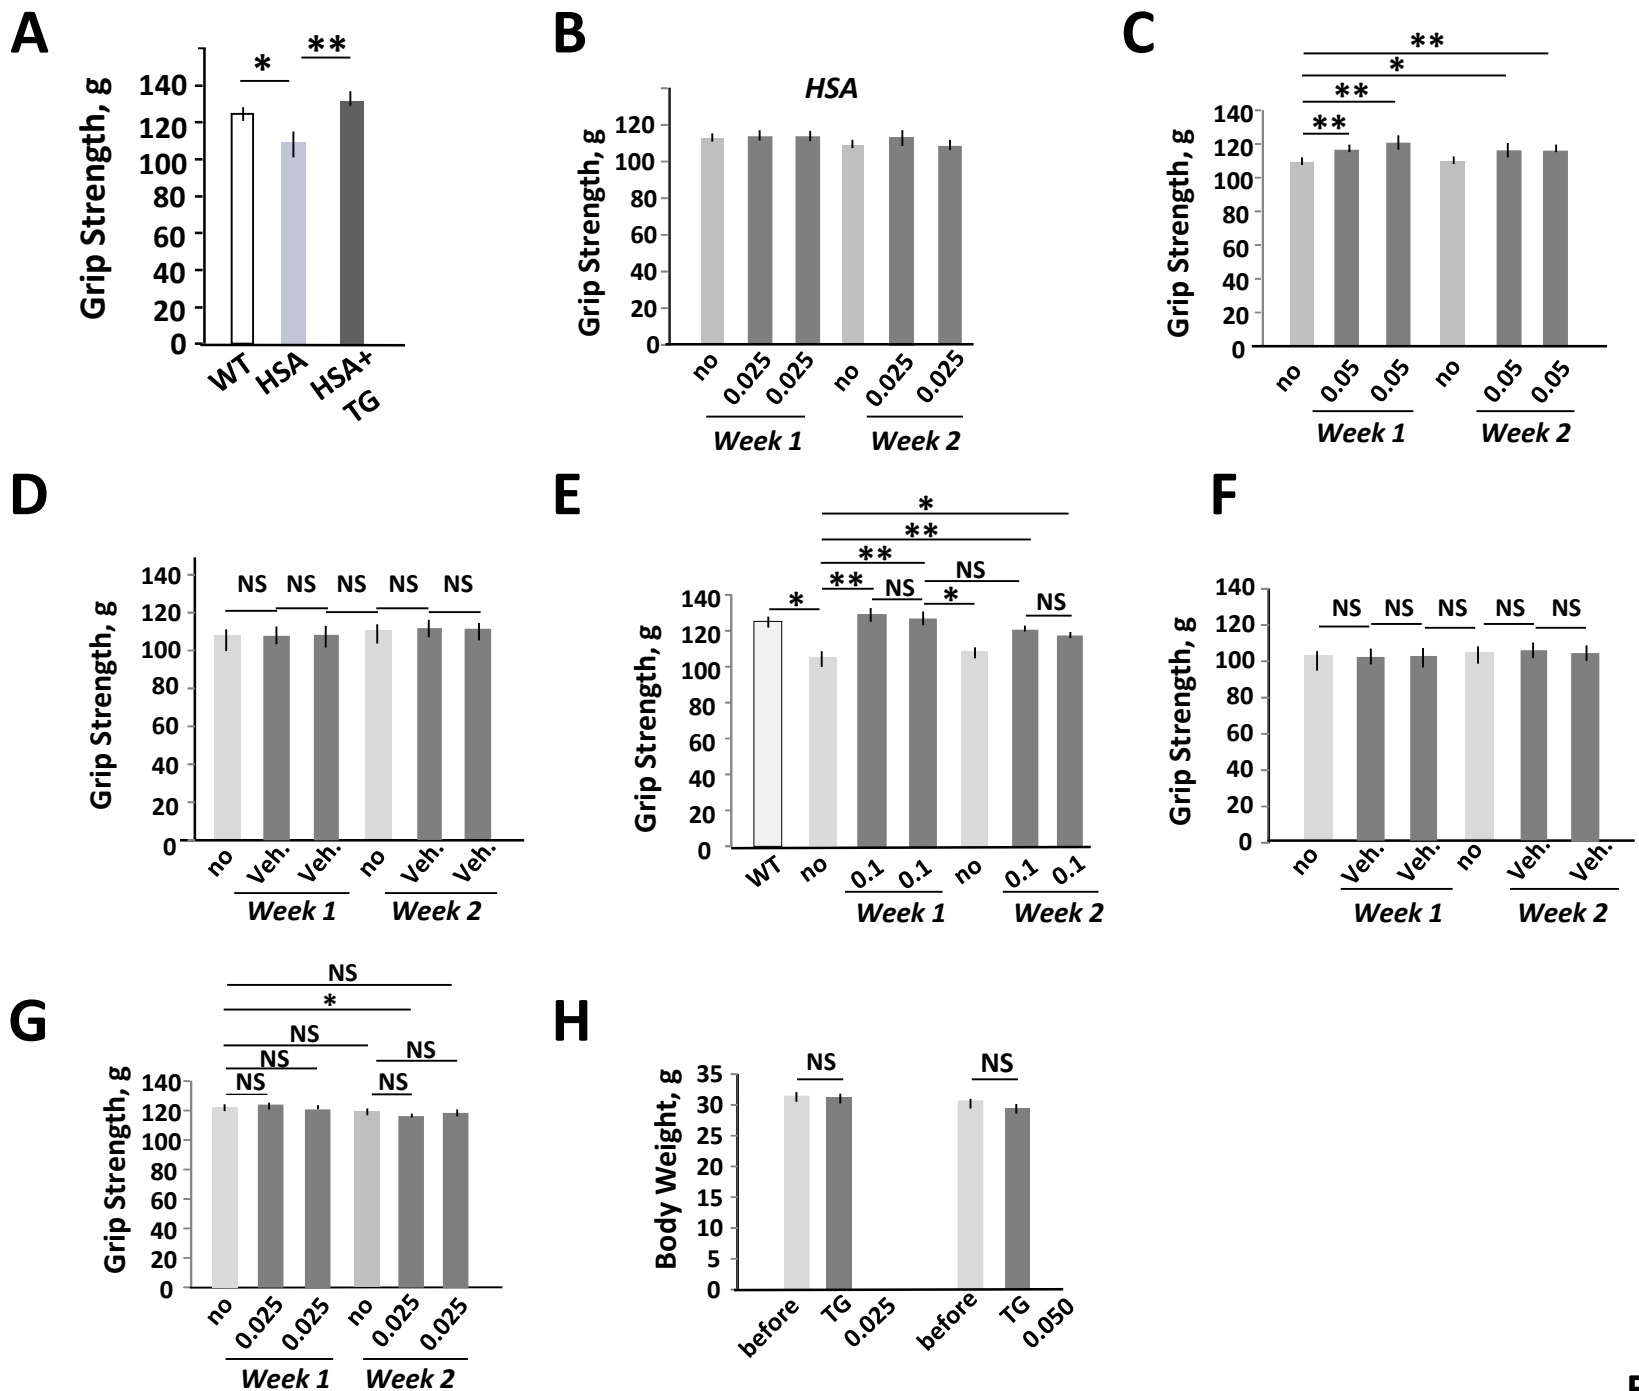 A
Grip Strength, g
140
120
100
80
60
40
20
0
*
**
WT
HSA
HSA+
TG
B
HSA
Grip Strength, g
120
100
80
60
40
20
0
no
0.025
0.025
no
0.025
0.025
Week 1
Week 2
C
Grip Strength, g
140
120
100
80
60
40
20
0
**
*
**
**
no
0.05
0.05
no
0.05
0.05
Week 1
Week 2
D
Grip Strength, g
140
120
100
80
60
40
20
0
NS
NS
NS
NS
NS
no
Veh.
Veh.
no
Veh.
Veh.
Week 1
Week 2
E
Grip Strength, g
140
120
100
80
60
40
20
0
*
**
**
NS
**
NS
*
*
NS
WT
no
0.1
0.1
no
0.1
0.1
Week 1
Week 2
F
Grip Strength, g
140
120
100
80
60
40
20
0
NS
NS
NS
NS
NS
no
Veh.
Veh.
no
Veh.
Veh.
Week 1
Week 2
G
Grip Strength, g
140
120
100
80
60
40
20
0
NS
*
NS
NS
NS
NS
NS
no
0.025
0.025
no
0.025
0.025
Week 1
Week 2
H
Body Weight, g
35
30
25
20
15
10
5
0
NS
NS
before
TG
0.025
before
TG
0.050